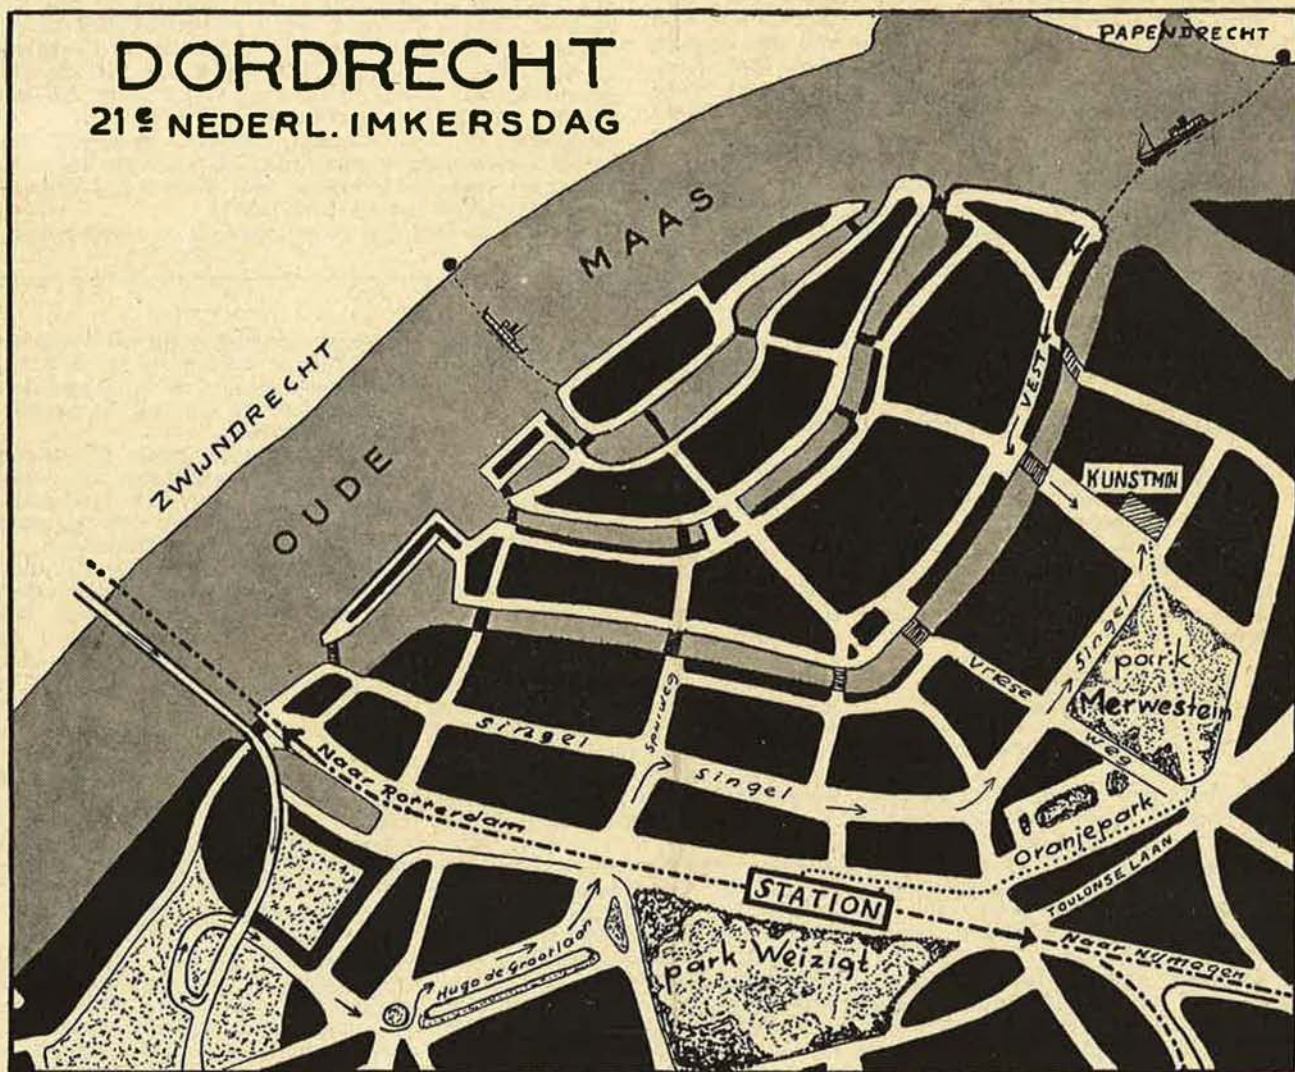 DORDRECHT
21e NEDERL. IMKERSDAG
PAPENDRECHT
MAAS
OUDE
ZWIJNDRECHT
VEST
KUNSTMIN
Singel
park
Merwestein
Vriese
weg
Singel
Spuiweg
Singel
Naar Rotterdam
Oranjepark
STATION
TOULONSE LAAN
Naar Nijmegen
Hugo de Grootlaan
park Weizigt